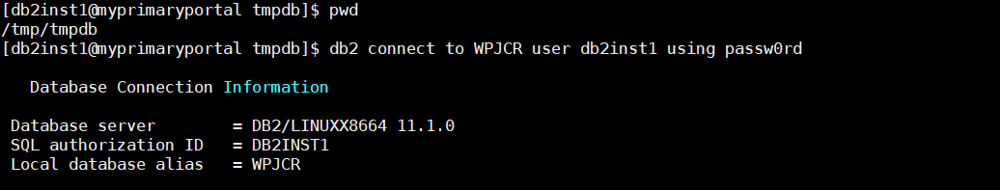 [db2inst1@myprimaryportal tmpdb]$ pwd
/tmp/tmpdb
[db2inst1@myprimaryportal tmpdb]$ db2 connect to WPJCR user db2inst1 using passw0rd
Database Connection Information
Database server = DB2/LINUXX8664 11.1.0
SQL authorization ID = DB2INST1
Local database alias = WPJCR